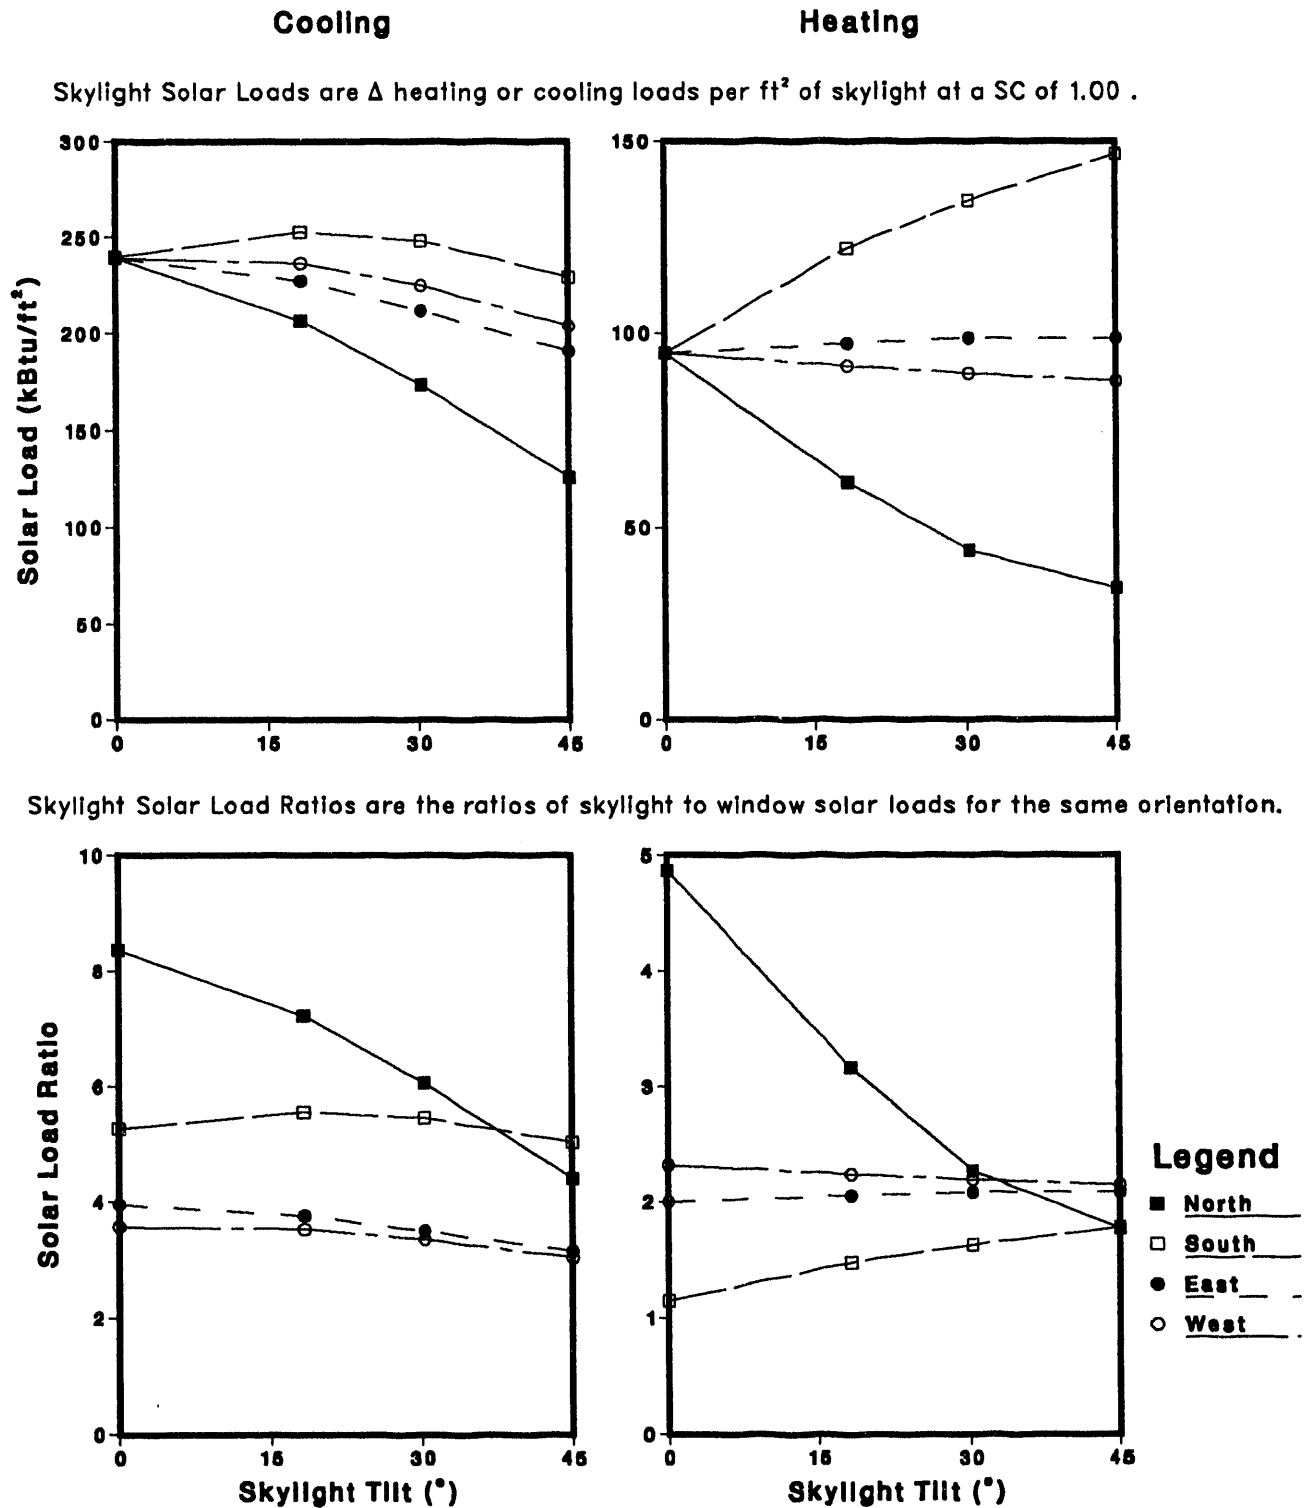 Cooling Heating
Skylight Solar Loads are Δ heating or cooling loads per ft² of skylight at a SC of 1.00 .
300
250
200
150
100
50
0
Solar Load (kBtu/ft²)
0 15 30 45
150
100
50
0
0 15 30 45
Skylight Solar Load Ratios are the ratios of skylight to window solar loads for the same orientation.
10
8
6
4
2
0
Solar Load Ratio
0 15 30 45
Skylight Tilt (°)
5
4
3
2
1
0
0 15 30 45
Skylight Tilt (°)
Legend
North
South
East
West